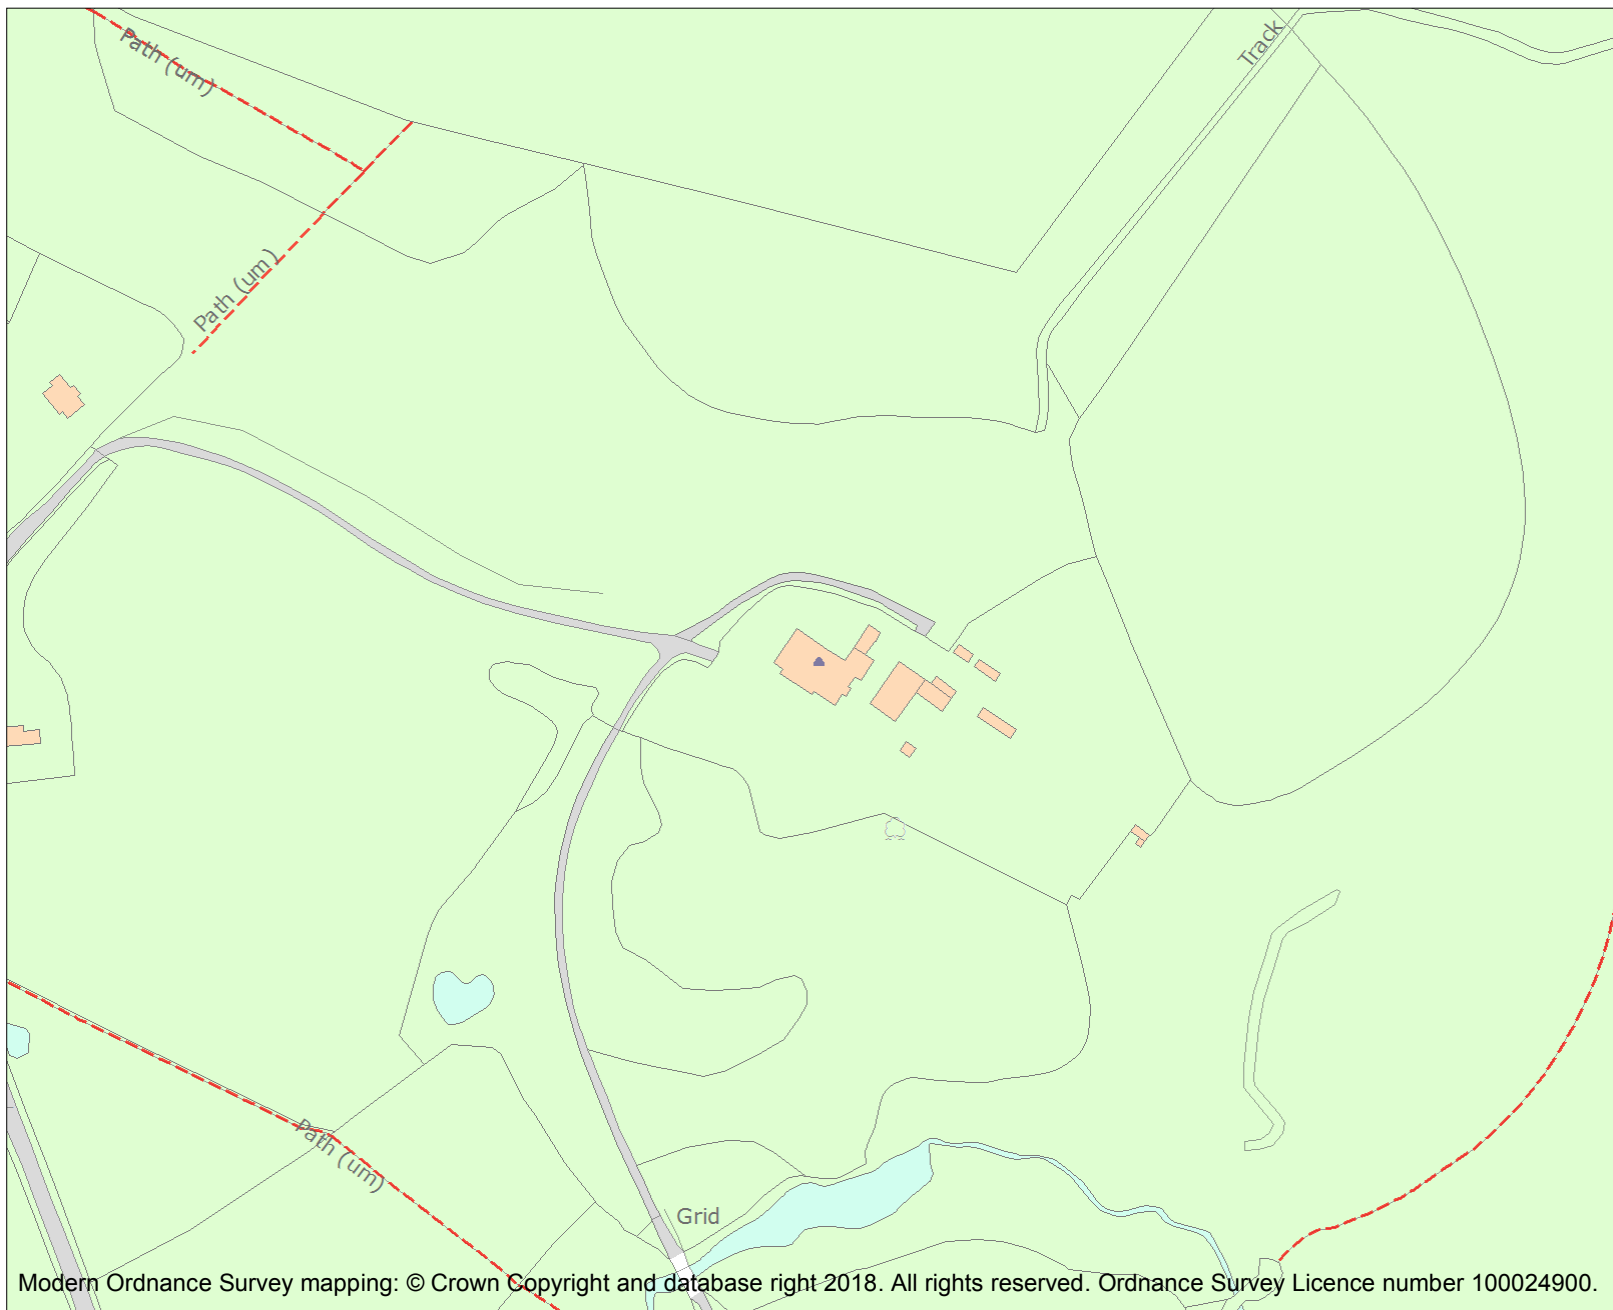 Path (um)
Track
Path (um)
Path (um)
Grid
Modern Ordnance Survey mapping: © Crown Copyright and database right 2018. All rights reserved. Ordnance Survey Licence number 100024900.